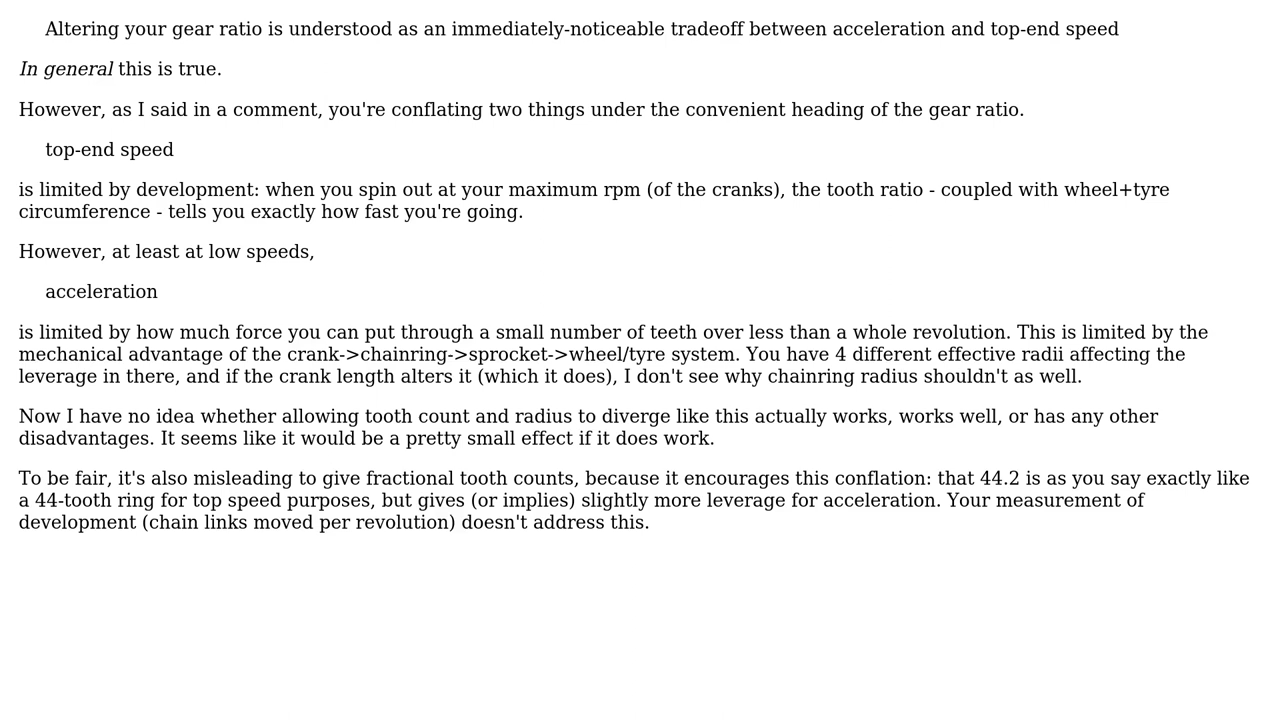 Altering your gear ratio is understood as an immediately-noticeable tradeoff between acceleration and top-end speed
In general this is true.
However, as I said in a comment, you're conflating two things under the convenient heading of the gear ratio.
top-end speed
is limited by development: when you spin out at your maximum rpm (of the cranks), the tooth ratio - coupled with wheel+tyre
circumference - tells you exactly how fast you're going.
However, at least at low speeds,
acceleration
is limited by how much force you can put through a small number of teeth over less than a whole revolution. This is limited by the
mechanical advantage of the crank->chainring->sprocket->wheel/tyre system. You have 4 different effective radii affecting the
leverage in there, and if the crank length alters it (which it does), I don't see why chainring radius shouldn't as well.
Now I have no idea whether allowing tooth count and radius to diverge like this actually works, works well, or has any other
disadvantages. It seems like it would be a pretty small effect if it does work.
To be fair, it's also misleading to give fractional tooth counts, because it encourages this conflation: that 44.2 is as you say exactly like
a 44-tooth ring for top speed purposes, but gives (or implies) slightly more leverage for acceleration. Your measurement of
development (chain links moved per revolution) doesn't address this.